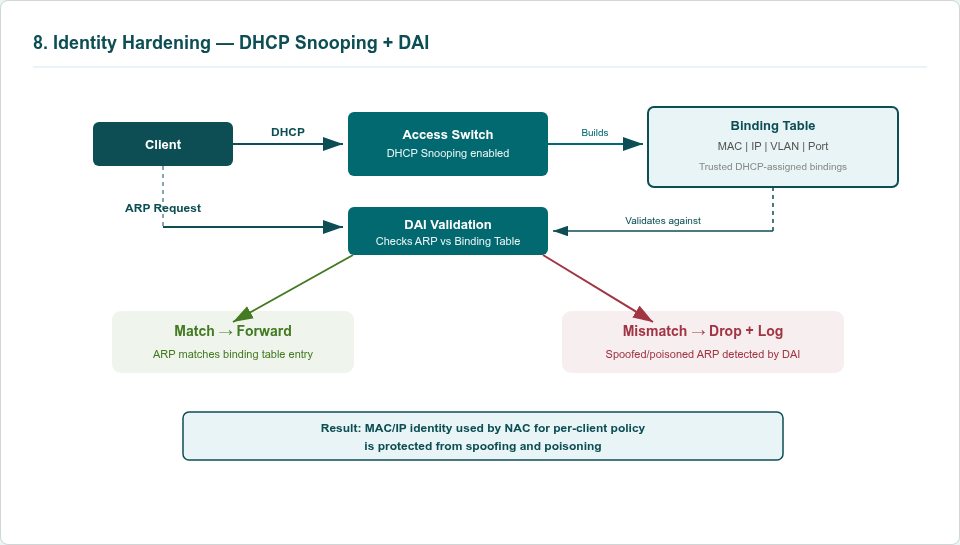 8. Identity Hardening — DHCP Snooping + DAI
Client
DHCP
Access Switch
DHCP Snooping enabled
Builds
Binding Table
MAC | IP | VLAN | Port
Trusted DHCP-assigned bindings
ARP Request
DAI Validation
Checks ARP vs Binding Table
Validates against
Match → Forward
ARP matches binding table entry
Mismatch → Drop + Log
Spoofed/poisoned ARP detected by DAI
Result: MAC/IP identity used by NAC for per-client policy
is protected from spoofing and poisoning